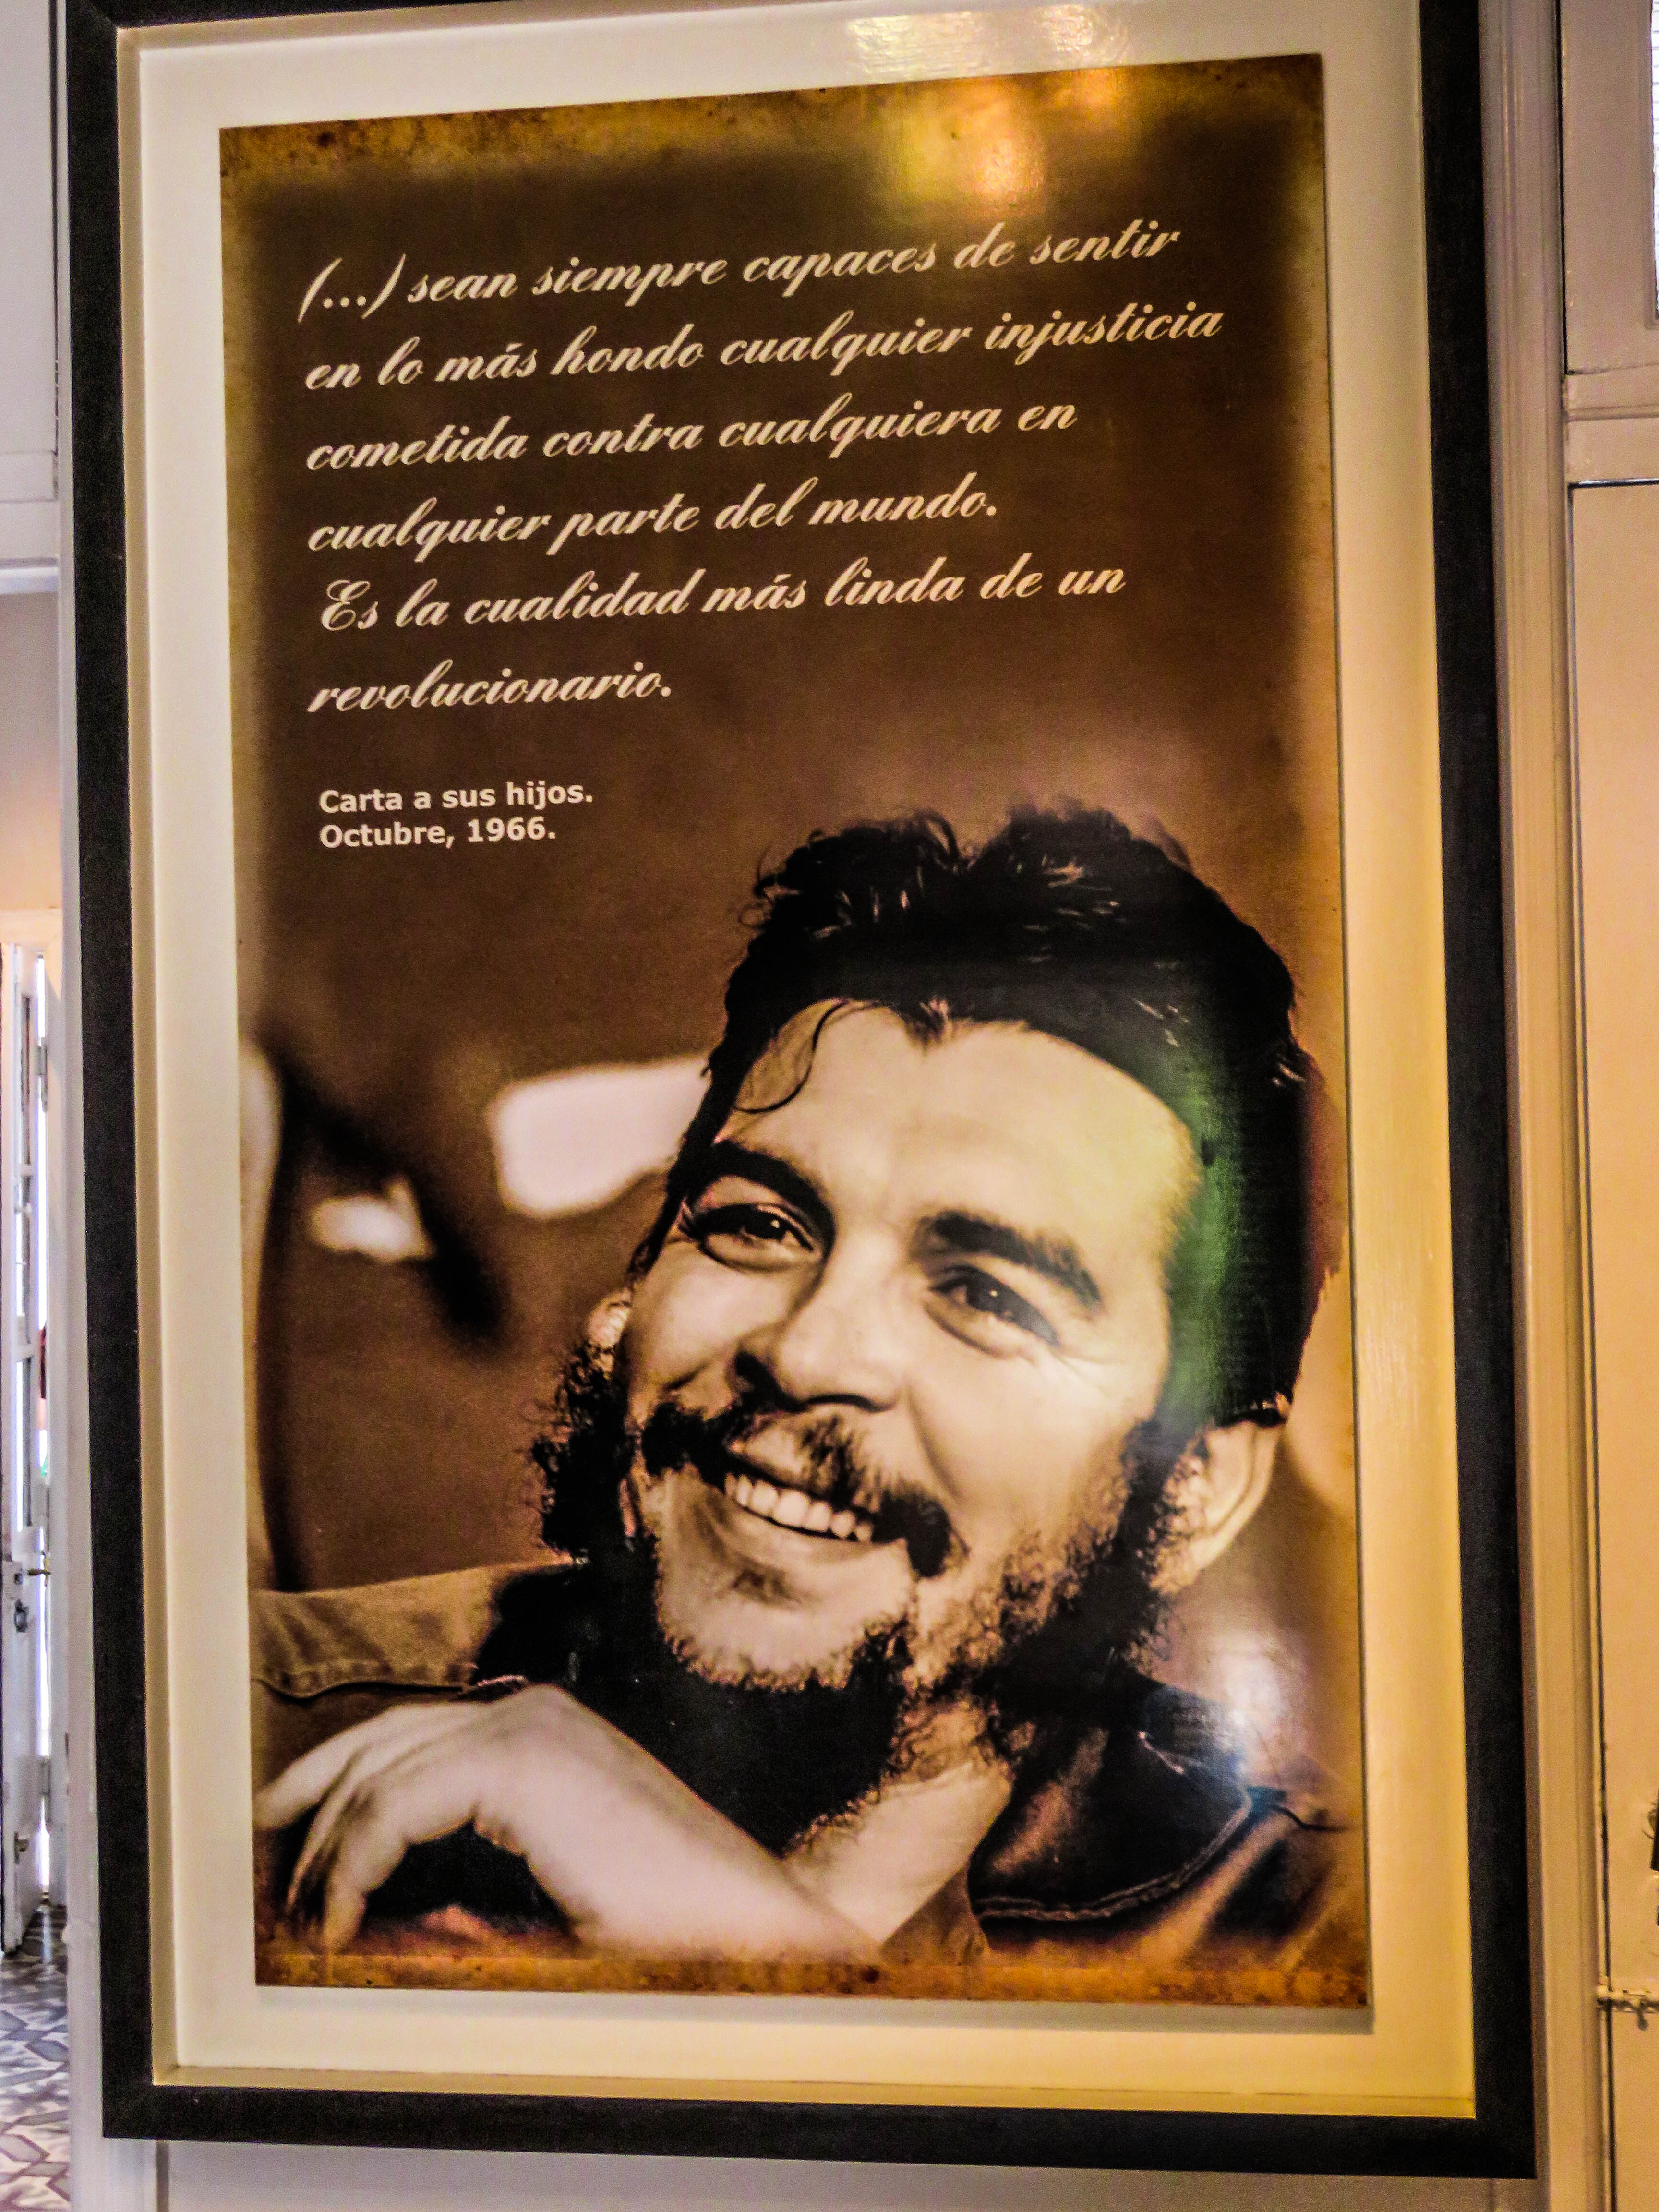 (...) sean siempre capaces de sentir
en lo más hondo cualquier injusticia
cometida contra cualquiera en
cualquier parte del mundo.
Es la cualidad más linda de un
revolucionario.
Carta a sus hijos.
Octubre, 1966.